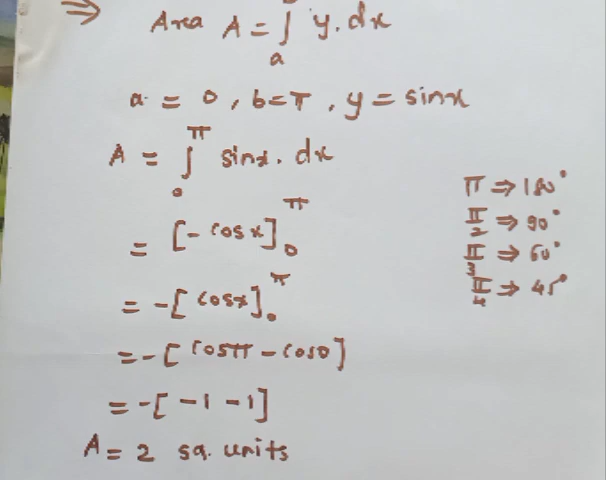 ⇒ Area A = ∫ₐ y. dx
a = 0, b=π, y = sinx
A = ∫₀^π sinx. dx
= [- cosx]₀^π
= -[cosx]₀^π
= -[cosπ - cos0]
= -[-1 -1]
A = 2 sq. units
π ⇒ 180°
π/2 ⇒ 90°
π/3 ⇒ 60°
π/4 ⇒ 45°